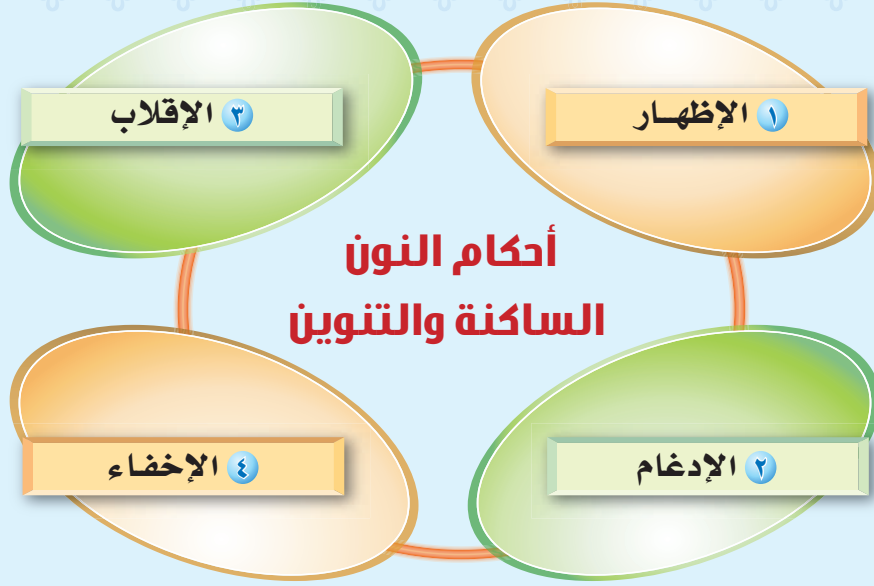 ١ الإظهـار
٣ الإقلاب
أحكام النون
الساكنة والتنوين
٢ الإدغام
٤ الإخفاء